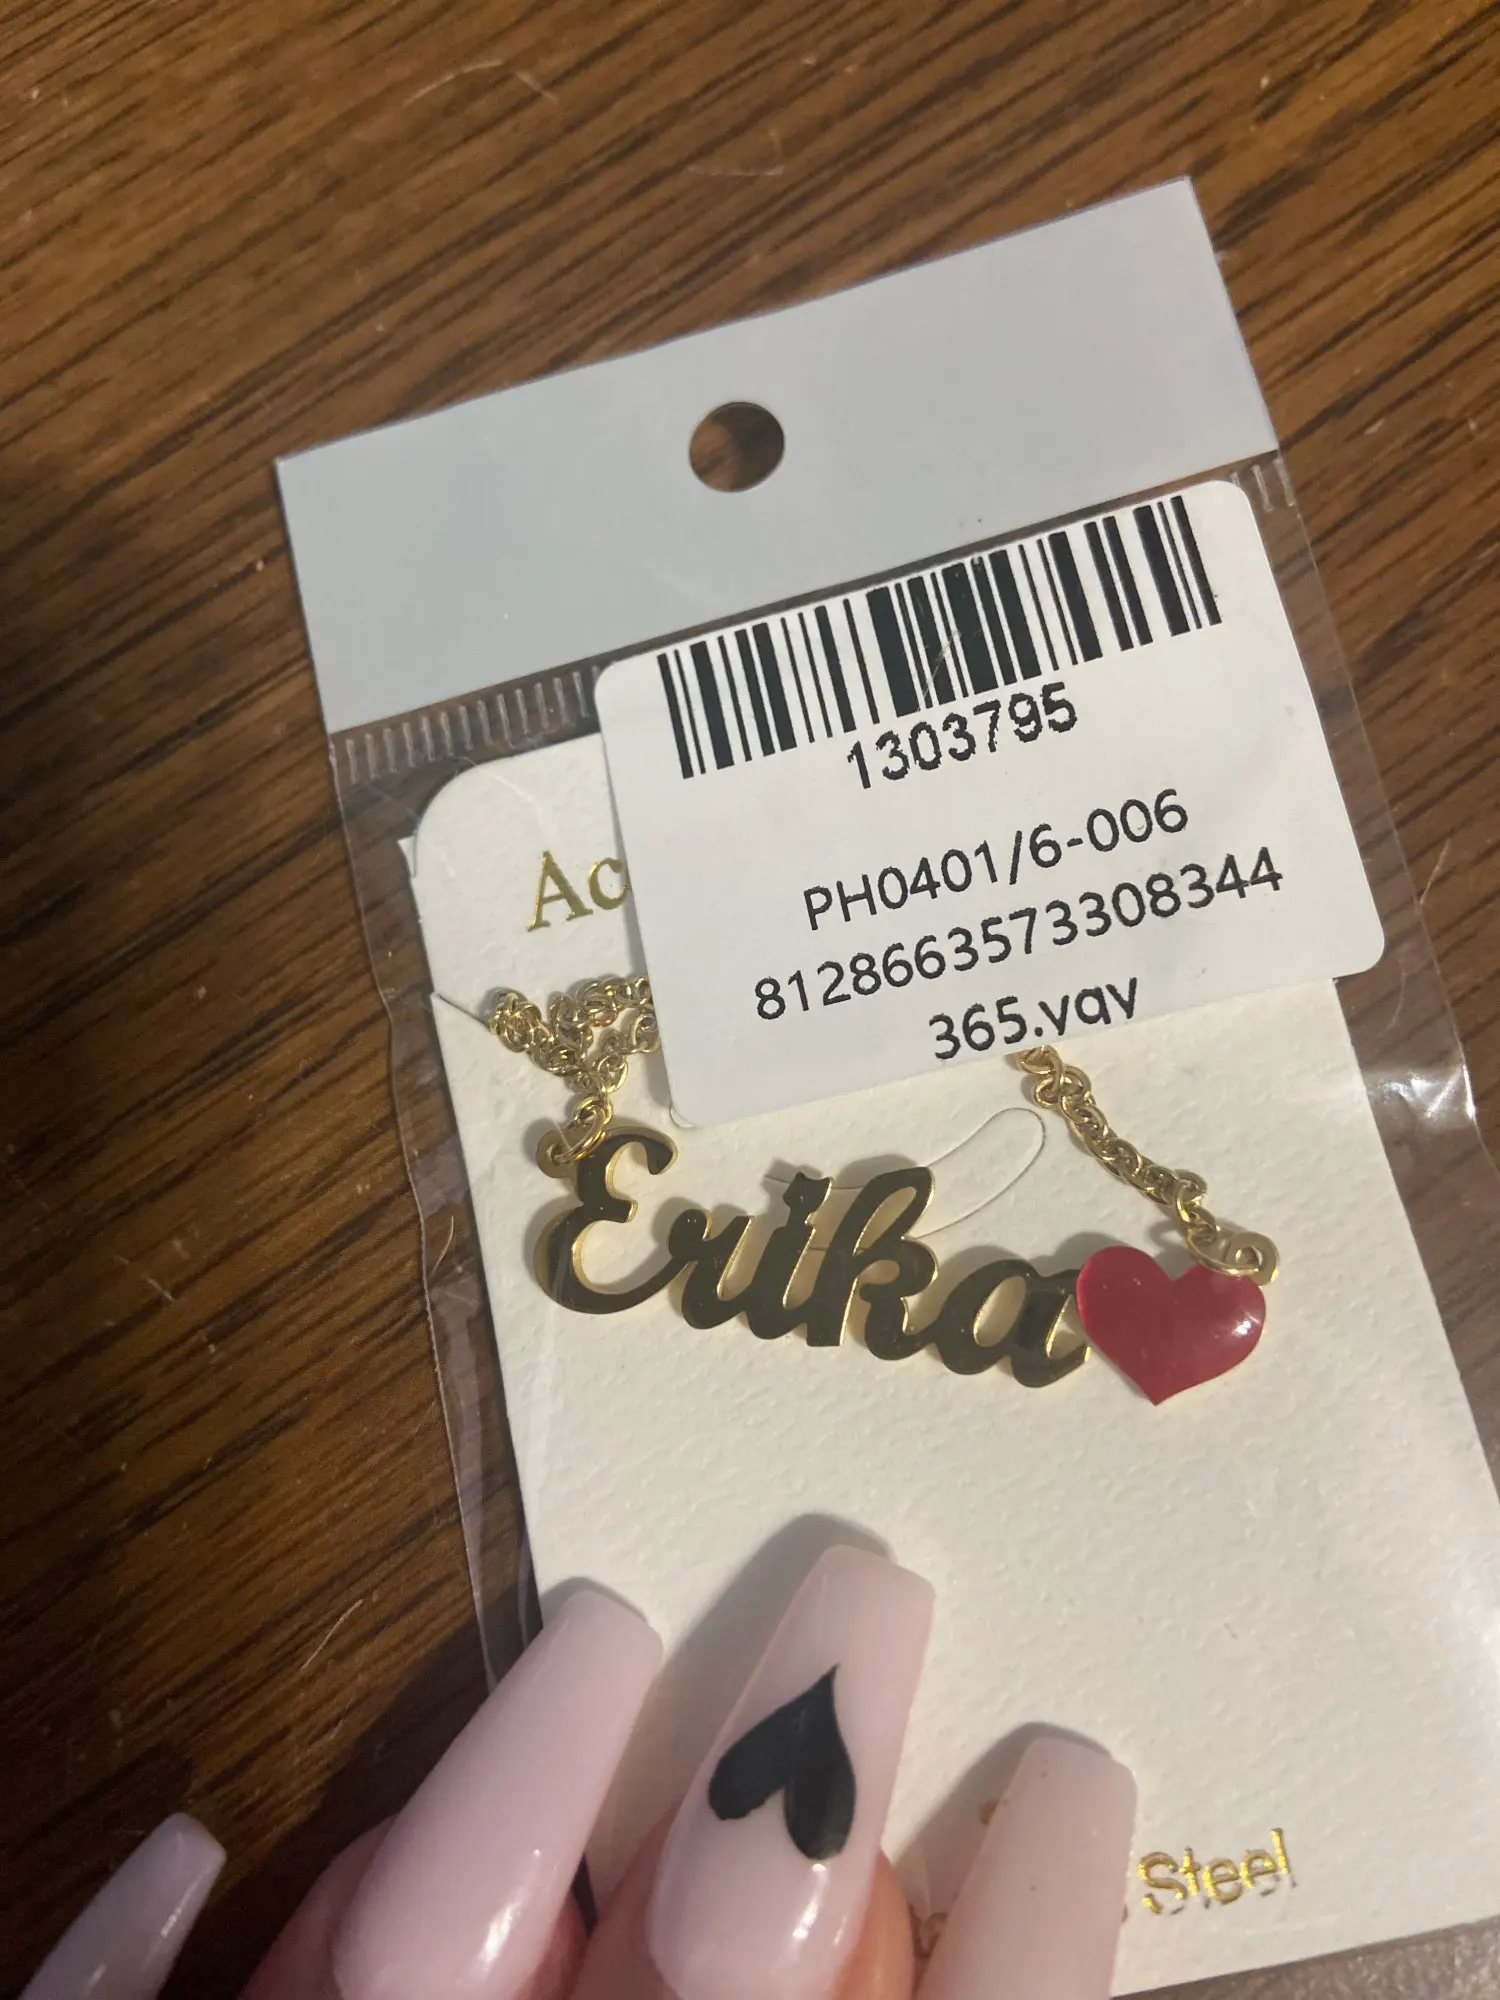 1303795
PH0401/6-006
8128663573308344
365.yay
Ac
Erika
Steel